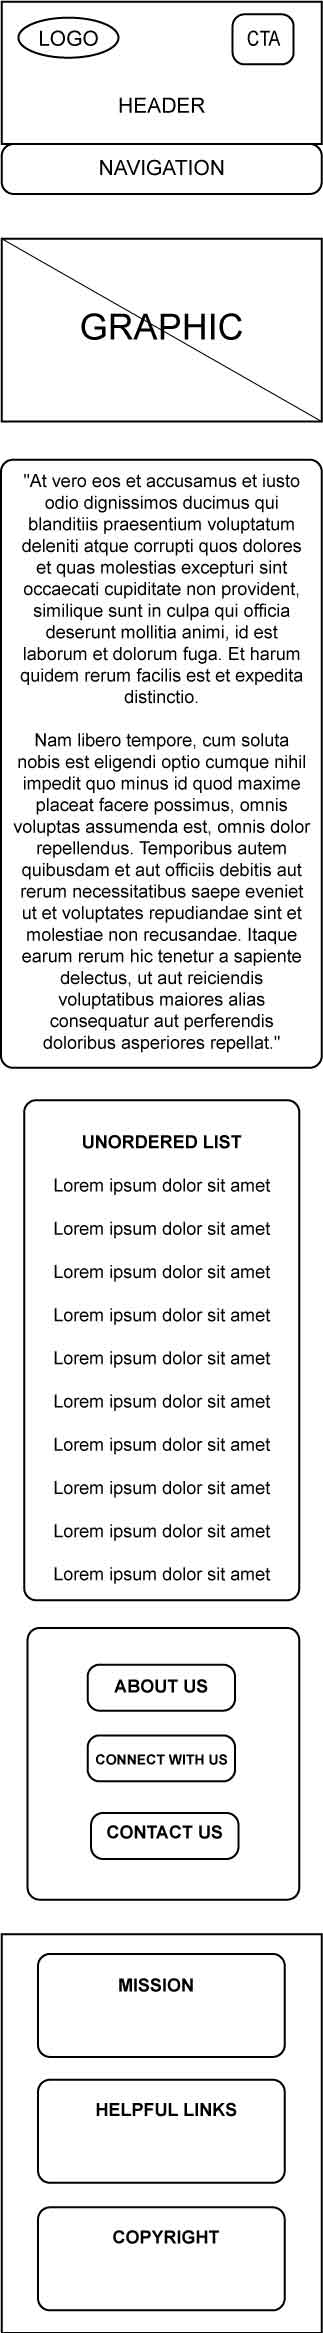 LOGO
CTA
HEADER
NAVIGATION
GRAPHIC
"At vero eos et accusamus et iusto
odio dignissimos ducimus qui
blanditiis praesentium voluptatum
deleniti atque corrupti quos dolores
et quas molestias excepturi sint
occaecati cupiditate non provident,
similique sunt in culpa qui officia
deserunt mollitia animi, id est
laborum et dolorum fuga. Et harum
quidem rerum facilis est et expedita
distinctio.
Nam libero tempore, cum soluta
nobis est eligendi optio cumque nihil
impedit quo minus id quod maxime
placeat facere possimus, omnis
voluptas assumenda est, omnis dolor
repellendus. Temporibus autem
quibusdam et aut officiis debitis aut
rerum necessitatibus saepe eveniet
ut et voluptates repudiandae sint et
molestiae non recusandae. Itaque
earum rerum hic tenetur a sapiente
delectus, ut aut reiciendis
voluptatibus maiores alias
consequatur aut perferendis
doloribus asperiores repellat."
UNORDERED LIST
Lorem ipsum dolor sit amet
Lorem ipsum dolor sit amet
Lorem ipsum dolor sit amet
Lorem ipsum dolor sit amet
Lorem ipsum dolor sit amet
Lorem ipsum dolor sit amet
Lorem ipsum dolor sit amet
Lorem ipsum dolor sit amet
Lorem ipsum dolor sit amet
Lorem ipsum dolor sit amet
ABOUT US
CONNECT WITH US
CONTACT US
MISSION
HELPFUL LINKS
COPYRIGHT